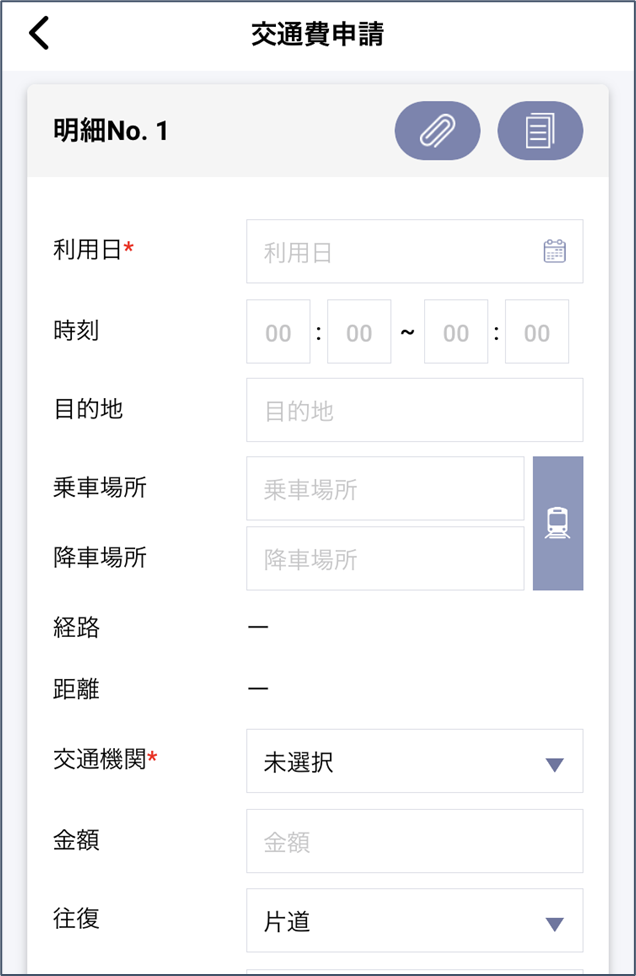 交通費申請
明細No. 1
利用日* 利用日
時刻 00 : 00 ~ 00 : 00
目的地 目的地
乗車場所 乗車場所
降車場所 降車場所
経路 ー
距離 ー
交通機関* 未選択
金額 金額
往復 片道